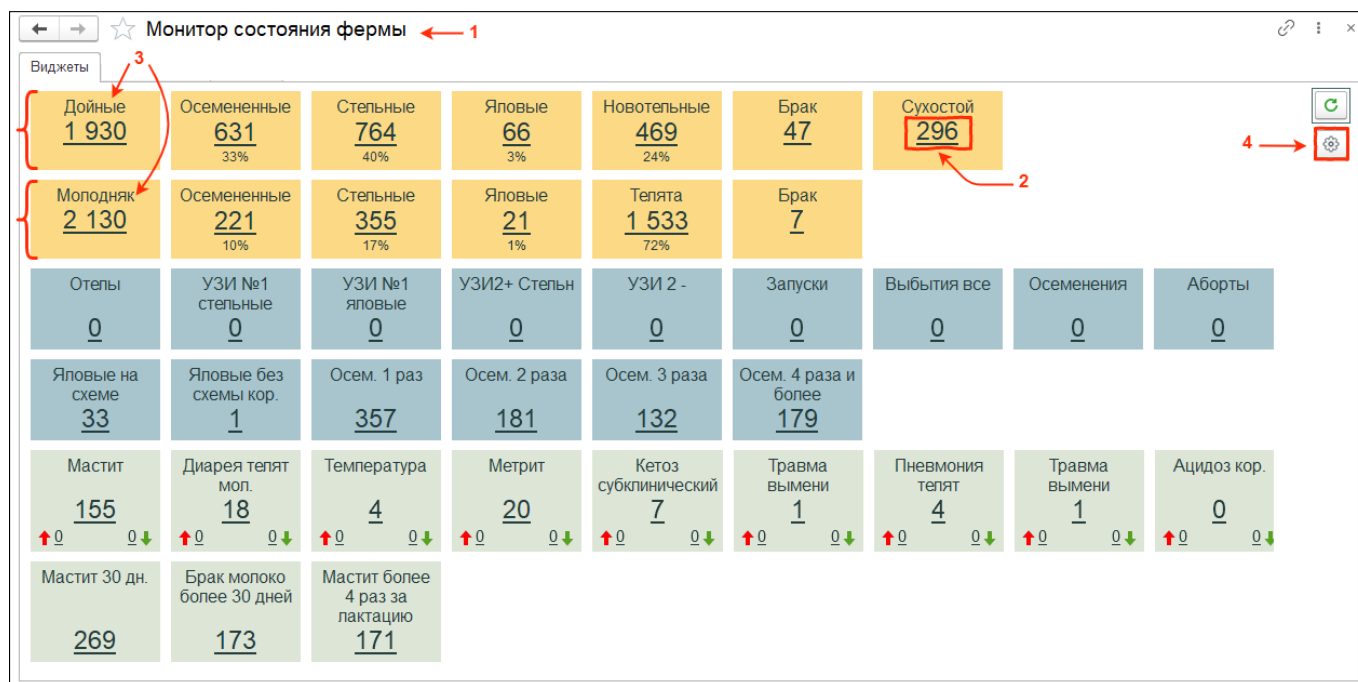 Монитор состояния фермы
1
Виджеты
3
Дойные Осемененные Стельные Яловые Новотельные Брак Сухостой
1 930 631 764 66 469 47 296
33% 40% 3% 24%
4
2
Молодняк Осемененные Стельные Яловые Телята Брак
2 130 221 355 21 1 533 7
10% 17% 1% 72%
Отелы УЗИ №1 УЗИ №1 УЗИ2+ Стельн УЗИ 2 - Запуски Выбытия все Осеменения Аборты
стельные яловые
0 0 0 0 0 0 0 0 0
Яловые на Яловые без Осем. 1 раз Осем. 2 раза Осем. 3 раза Осем. 4 раза и
схеме схемы кор. более
33 1 357 181 132 179
Мастит Диарея телят Температура Метрит Кетоз Травма Пневмония Травма Ацидоз кор.
мол. субклинический вымени телят вымени
155 18 4 20 7 1 4 1 0
0 0 0 0 0 0 0 0 0 0 0 0 0 0 0 0 0 0
Мастит 30 дн. Брак молоко Мастит более
более 30 дней 4 раз за
лактацию
269 173 171